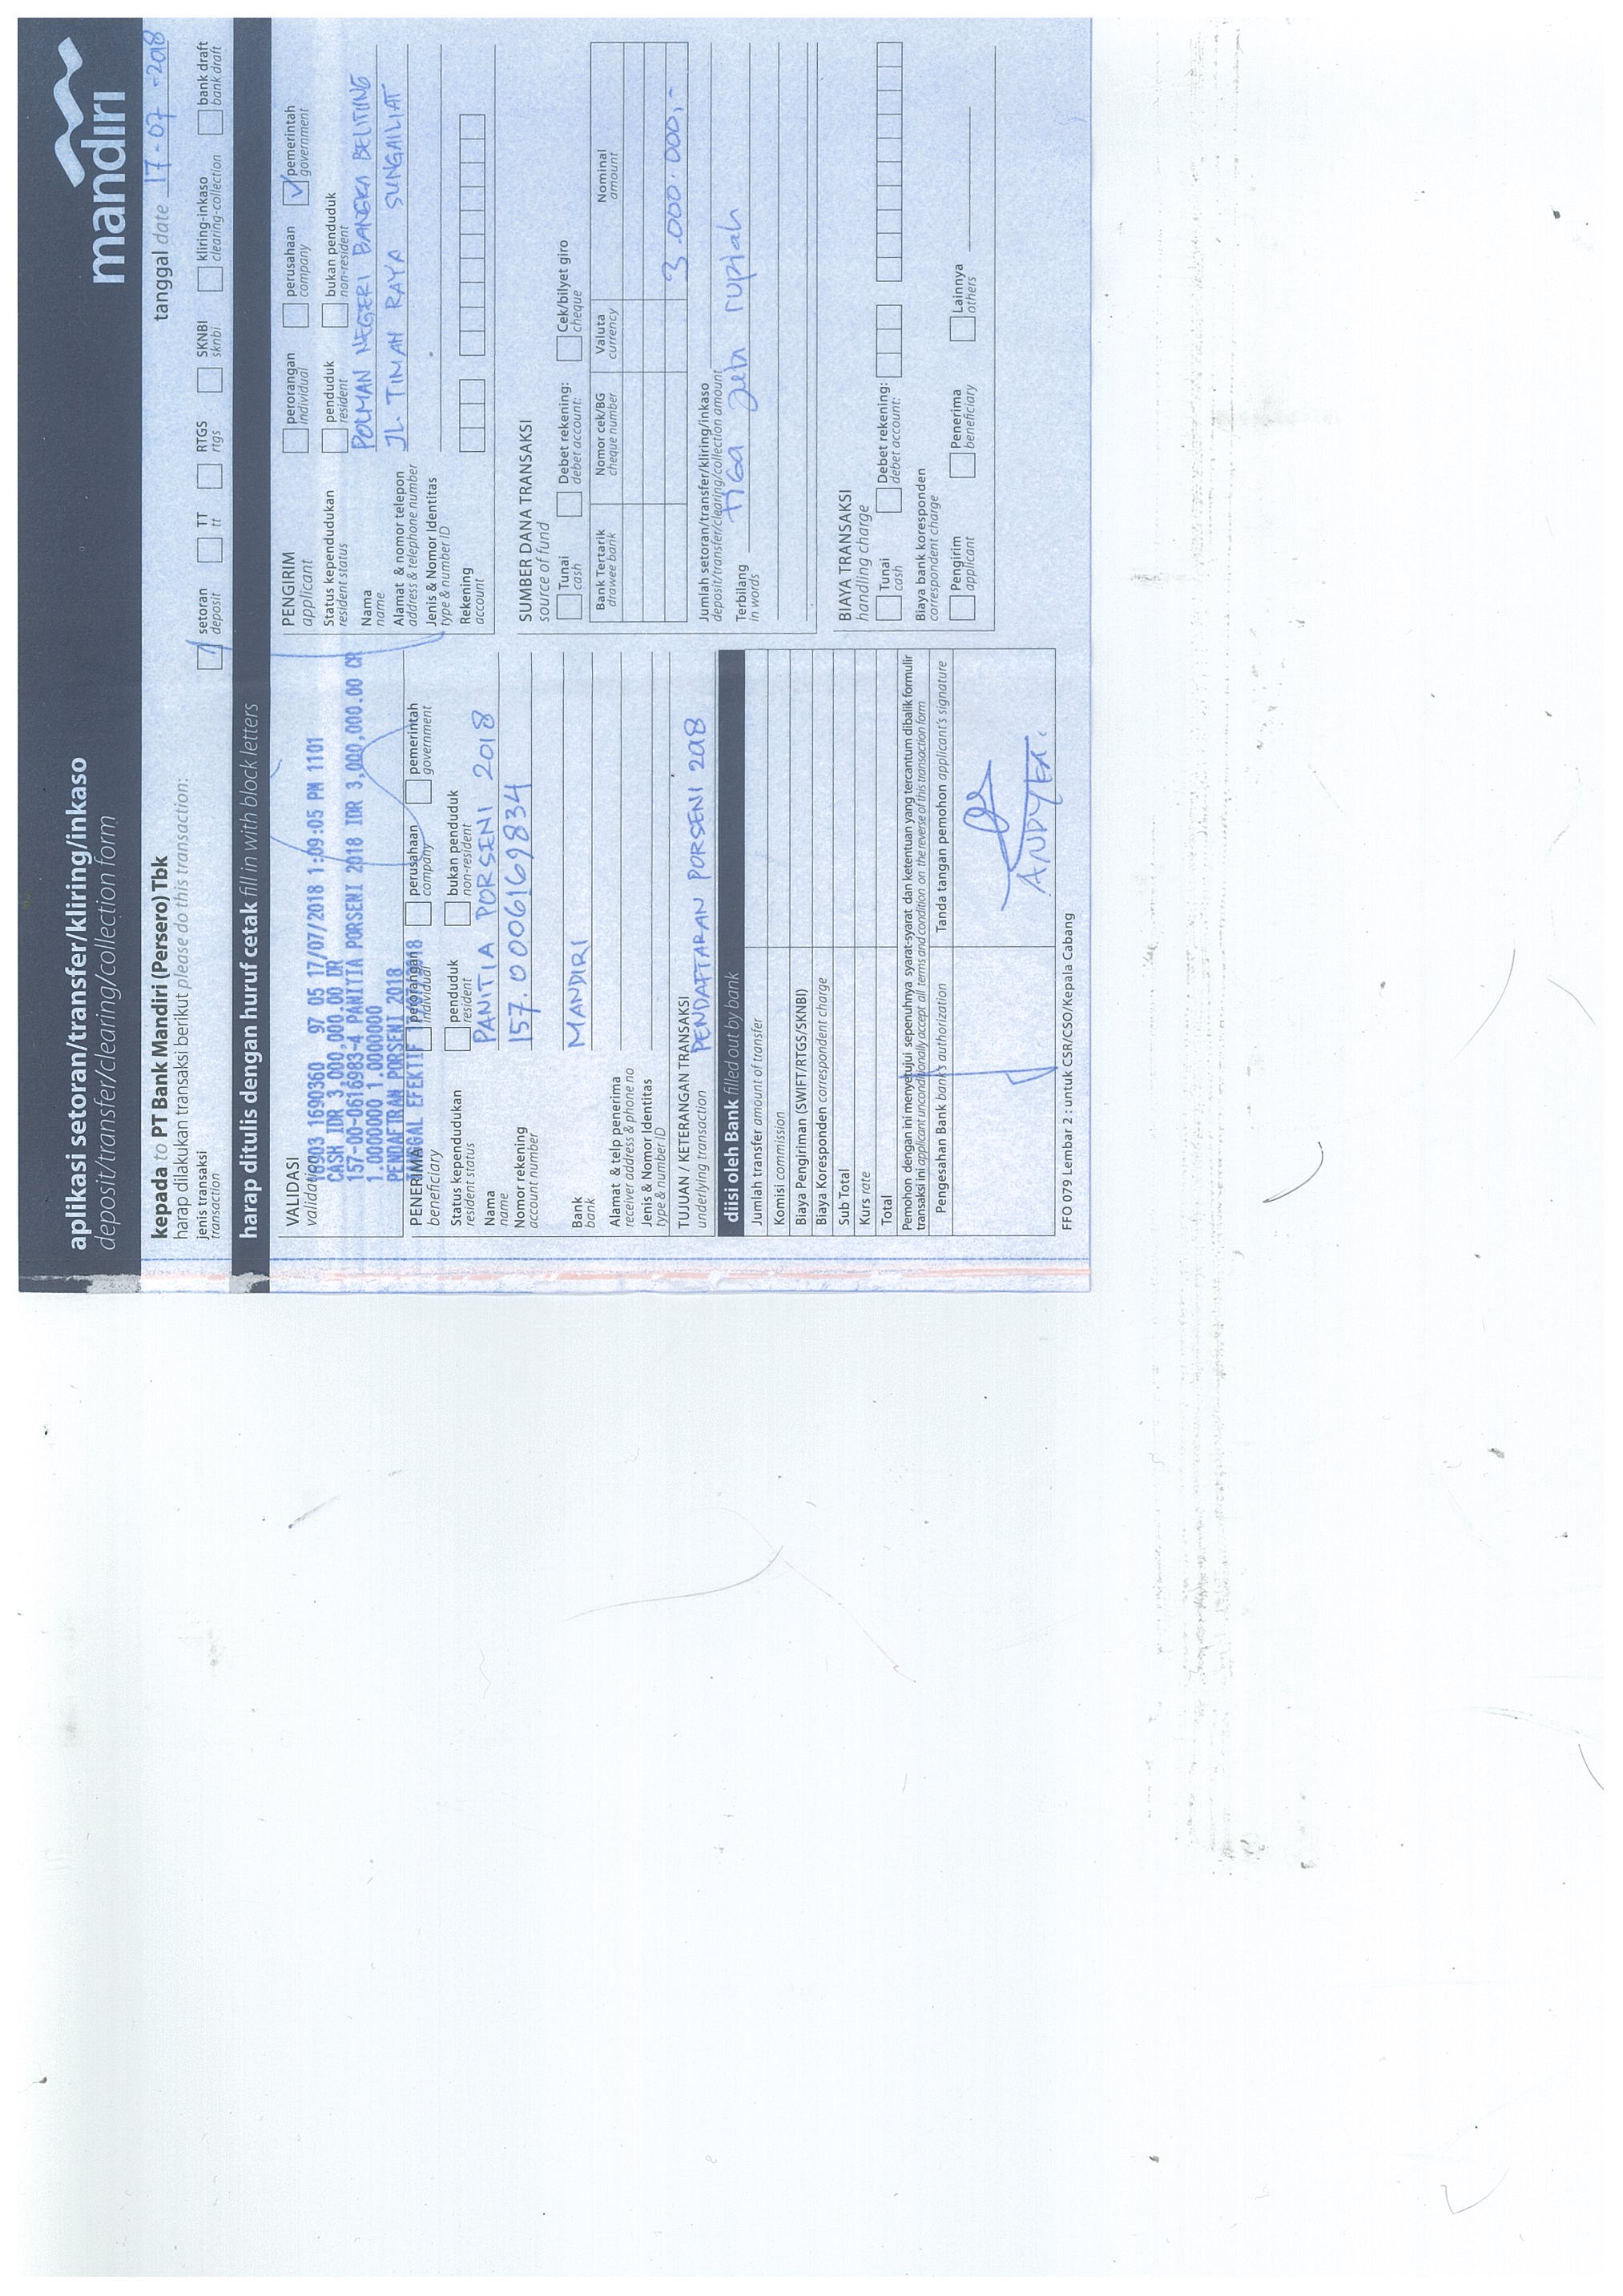 aplikasi setoran/transfer/kliring/inkaso
deposit/transfer/clearing/collection form
mandiri
kepada to PT Bank Mandiri (Persero) Tbk
tanggal date 17-07-2018
harap dilakukan transaksi berikut please do this transaction:
jenis transaksi
transaction
setoran
deposit
TT
tt
RTGS
rtgs
SKNBI
sknbi
kliring-inkaso
clearing-collection
bank draft
bank draft
harap ditulis dengan huruf cetak fill in with block letters
VALIDASI
validation
1690360 97 05 17/07/2018 1:09:05 PM 1101
CASH IDR 3,000,000.00 DR
157-00-0616983-4 PANITIA PORSENI 2018 IDR 3,000,000.00 CR
1.0000000 1.0000000
PENDAFTRAN PORSENI 2018
TANGGAL EFEKTIF
PENERIMA
beneficiary
perorangan
individual
perusahaan
company
pemerintah
government
Status kependudukan
resident status
penduduk
resident
bukan penduduk
non-resident
Nama
name
PANITIA PORSENI 2018
Nomor rekening
account number
157.0006169834
Bank
bank
MANDIRI
Alamat & telp penerima
receiver address & phone no
Jenis & Nomor Identitas
type & number ID
TUJUAN / KETERANGAN TRANSAKSI
underlying transaction
PENDAFTARAN PORSENI 2018
diisi oleh Bank filled out by bank
Jumlah transfer amount of transfer
Komisi commission
Biaya Pengiriman (SWIFT/RTGS/SKNBI)
Biaya Koresponden correspondent charge
Sub Total
Kurs rate
Total
Pemohon dengan ini menyetujui sepenuhnya syarat-syarat dan ketentuan yang tercantum dibalik formulir
transaksi ini applicant unconditionally accept all terms and condition on the reverse of this transaction form
Pengesahan Bank bank's authorization
Tanda tangan pemohon applicant's signature
ANDYER.
FFO 079 Lembar 2 : untuk CSR/CSO/Kepala Cabang
PENGIRIM
applicant
perorangan
individual
perusahaan
company
pemerintah
government
Status kependudukan
resident status
penduduk
resident
bukan penduduk
non-resident
Nama
name
POLMAN NEGERI BANGKA BELITUNG
Alamat & nomor telepon
address & telephone number
JL. TIMAH RAYA SUNGAILIAT
Jenis & Nomor Identitas
type & number ID
Rekening
account
SUMBER DANA TRANSAKSI
source of fund
Tunai
cash
Debet rekening:
debet account:
Cek/bilyet giro
cheque
Bank Tertarik
drawee bank
Nomor cek/BG
cheque number
Valuta
currency
Nominal
amount
3.000.000,-
Jumlah setoran/transfer/kliring/inkaso
deposit/transfer/clearing/collection amount
Terbilang
in words
tiga juta rupiah
BIAYA TRANSAKSI
handling charge
Tunai
cash
Debet rekening:
debet account:
Biaya bank koresponden
correspondent charge
Pengirim
applicant
Penerima
beneficiary
Lainnya
others